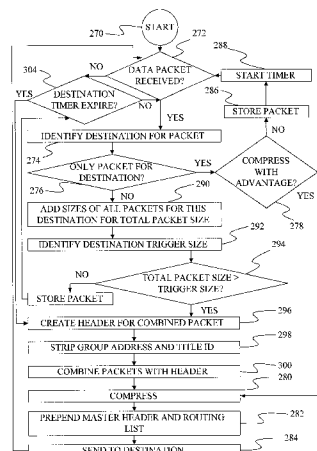 START
270
272
288
304
DATA PACKET
RECEIVED?
NO
START TIMER
YES
DESTINATION
TIMER EXPIRE?
NO
286
STORE PACKET
YES
NO
IDENTIFY DESTINATION FOR PACKET
274
ONLY PACKET FOR
DESTINATION?
YES
COMPRESS
WITH
ADVANTAGE?
276
NO
290
YES
278
ADD SIZES OF ALL PACKETS FOR THIS
DESTINATION FOR TOTAL PACKET SIZE
292
IDENTIFY DESTINATION TRIGGER SIZE
294
NO
TOTAL PACKET SIZE >
TRIGGER SIZE?
STORE PACKET
YES
296
CREATE HEADER FOR COMBINED PACKET
298
STRIP GROUP ADDRESS AND TITLE ID
300
COMBINE PACKETS WITH HEADER
280
COMPRESS
PREPEND MASTER HEADER AND ROUTING
LIST
282
284
SEND TO DESTINATION